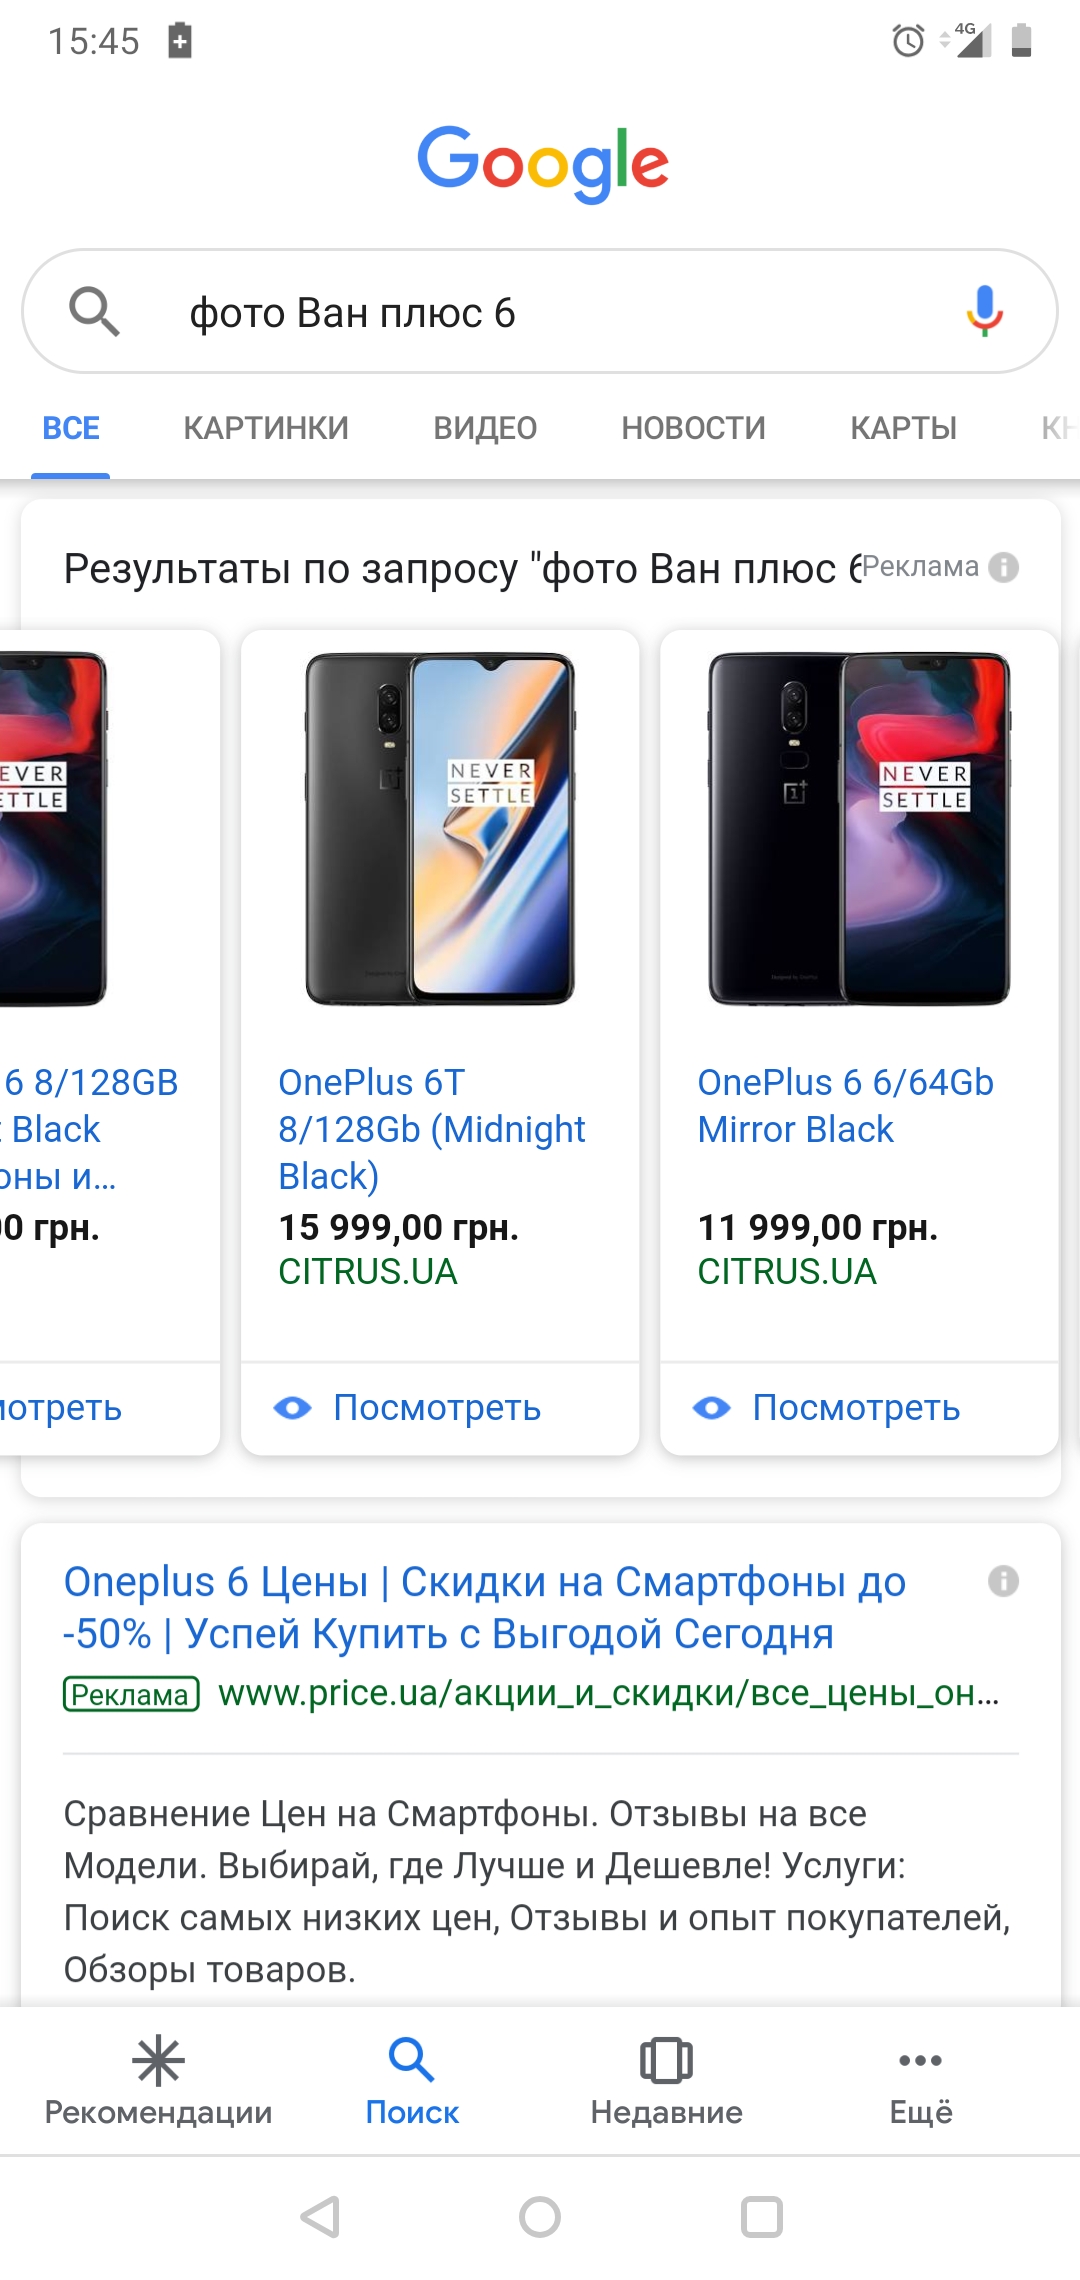 15:45
4G
Google
фото Ван плюс 6
ВСЕ КАРТИНКИ ВИДЕО НОВОСТИ КАРТЫ
Результаты по запросу "фото Ван плюс 6
Реклама
EVER
ETTLE
NEVER
SETTLE
NEVER
SETTLE
6 8/128GB
Black
оны и...
00 грн.
мотреть
OnePlus 6T
8/128Gb (Midnight
Black)
15 999,00 грн.
CITRUS.UA
Посмотреть
OnePlus 6 6/64Gb
Mirror Black
11 999,00 грн.
CITRUS.UA
Посмотреть
Oneplus 6 Цены | Скидки на Смартфоны до
-50% | Успей Купить с Выгодой Сегодня
Реклама www.price.ua/акции_и_скидки/все_цены_он...
Сравнение Цен на Смартфоны. Отзывы на все
Модели. Выбирай, где Лучше и Дешевле! Услуги:
Поиск самых низких цен, Отзывы и опыт покупателей,
Обзоры товаров.
Рекомендации Поиск Недавние Ещё